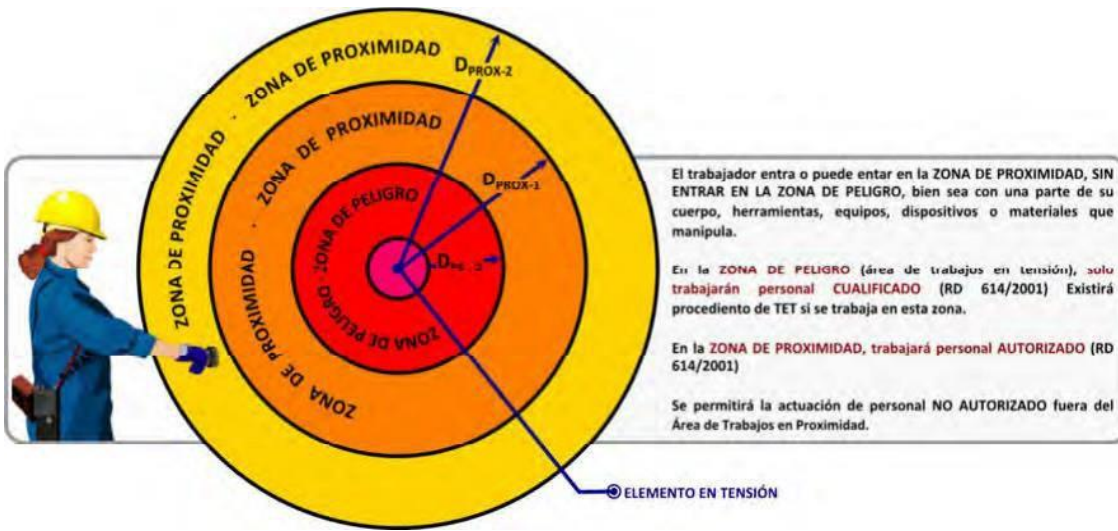 ZONA DE PROXIMIDAD · ZONA DE PROXIMIDAD
D PROX-2
ZONA DE PROXIMIDAD · ZONA DE PROXIMIDAD
D PROX-1
ZONA DE PELIGRO ZONA DE PELIGRO
ZONA DE PELIGRO
El trabajador entra o puede entar en la ZONA DE PROXIMIDAD, SIN
ENTRAR EN LA ZONA DE PELIGRO, bien sea con una parte de su
cuerpo, herramientas, equipos, dispositivos o materiales que
manipula.
En la ZONA DE PELIGRO (área de trabajos en tensión), solo
trabajarán personal CUALIFICADO (RD 614/2001) Existirá
procediento de TET si se trabaja en esta zona.
En la ZONA DE PROXIMIDAD, trabajará personal AUTORIZADO (RD
614/2001)
Se permitirá la actuación de personal NO AUTORIZADO fuera del
Área de Trabajos en Proximidad.
ELEMENTO EN TENSIÓN